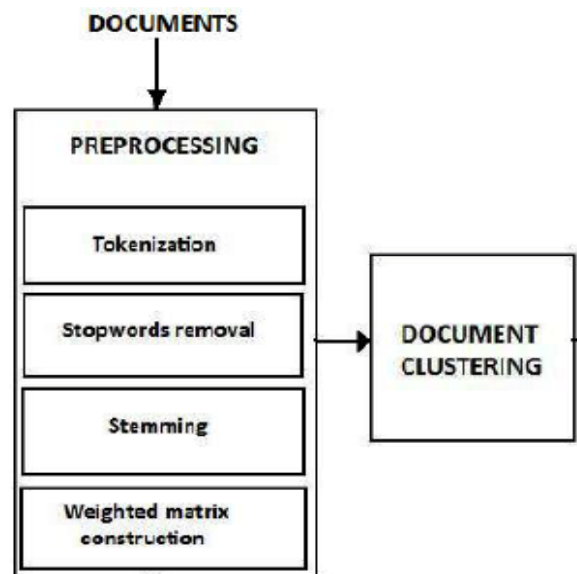 DOCUMENTS
PREPROCESSING
Tokenization
Stopwords removal
Stemming
Weighted matrix
construction
DOCUMENT
CLUSTERING